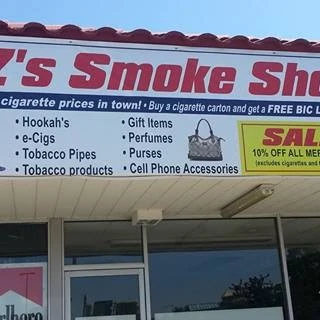 Z's Smoke Sho
cigarette prices in town! • Buy a cigarette carton and get a FREE BIC L
• Hookah's
• e-Cigs
• Tobacco Pipes
• Tobacco products
• Gift Items
• Perfumes
• Purses
• Cell Phone Accessories
SAL
10% OFF ALL MER
(excludes cigarettes and
rlboro